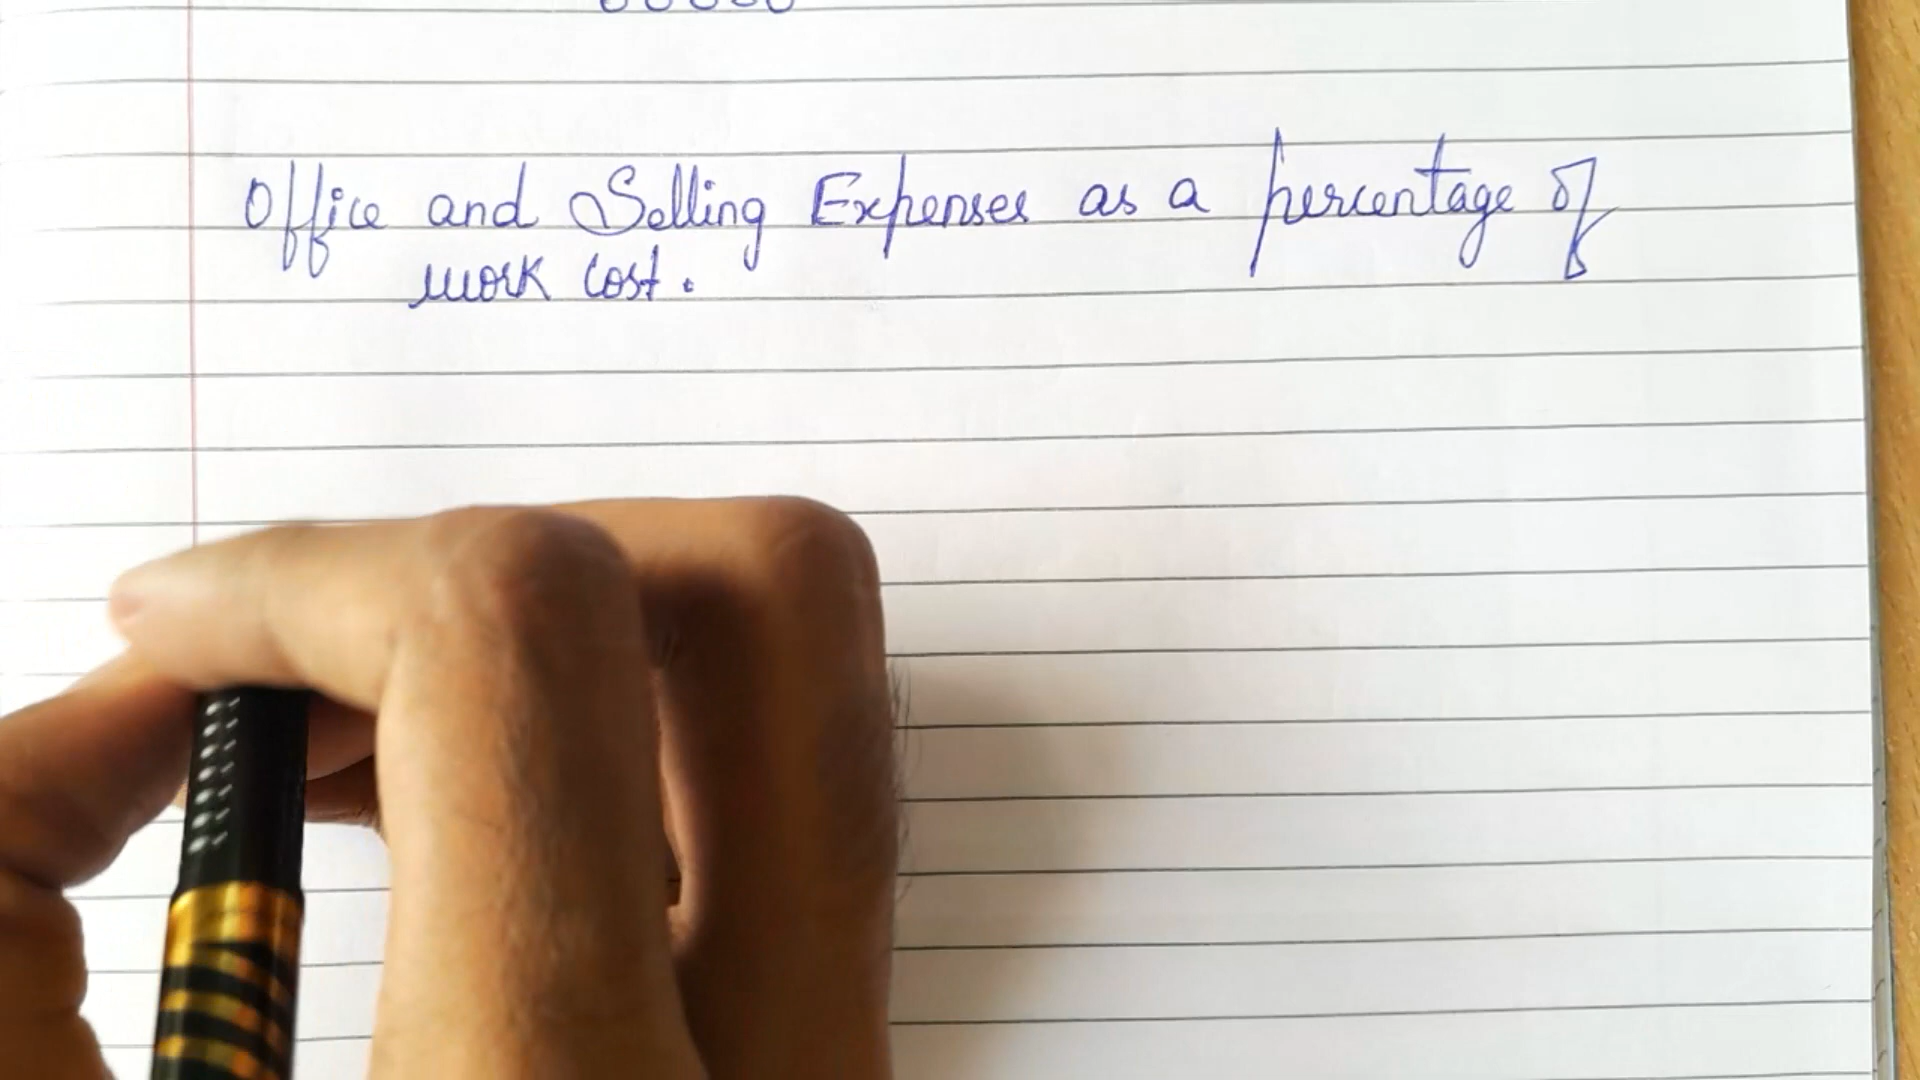 Office and Selling Expenses as a percentage of
work cost.